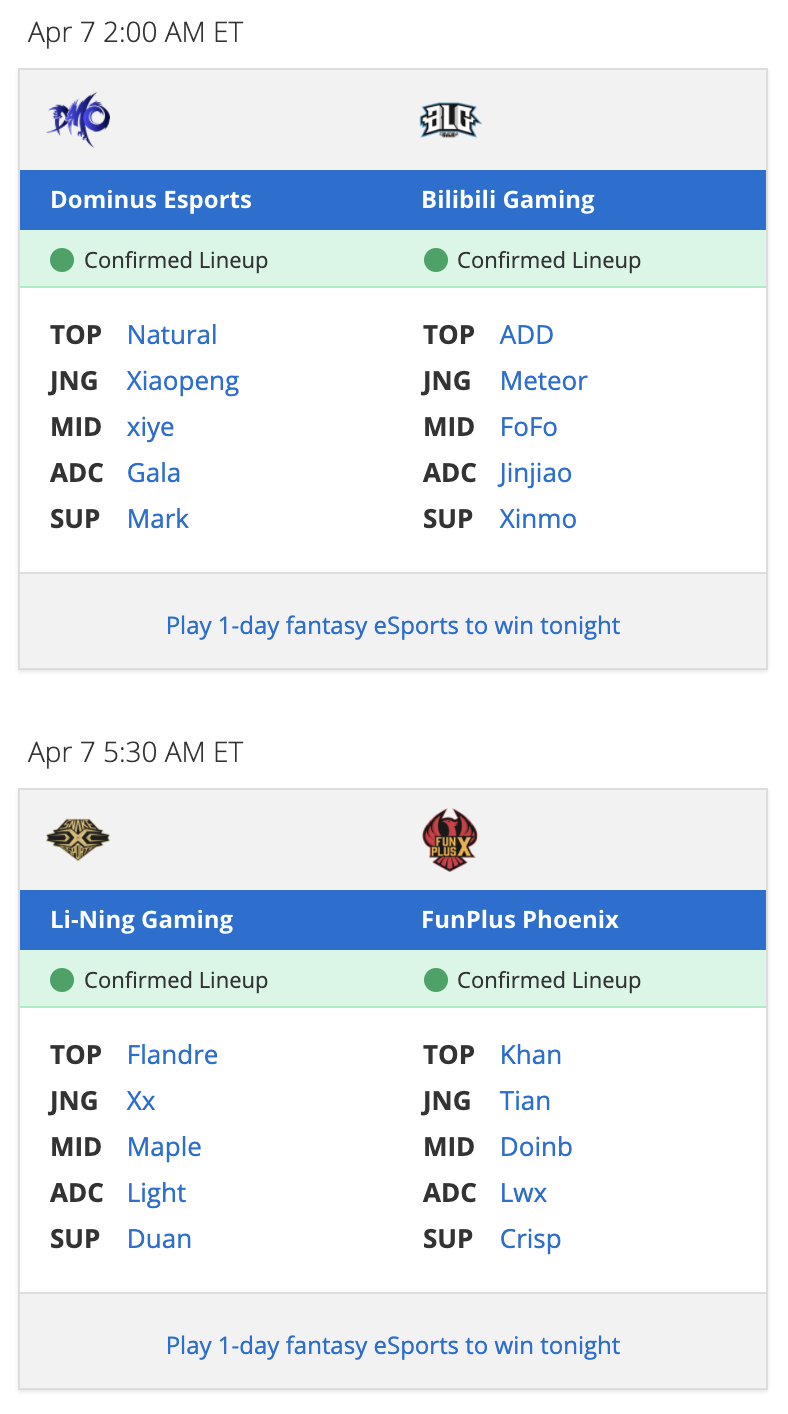 Apr 7 2:00 AM ET
DMO BLG
Dominus Esports Bilibili Gaming
Confirmed Lineup Confirmed Lineup
TOP Natural TOP ADD
JNG Xiaopeng JNG Meteor
MID xiye MID FoFo
ADC Gala ADC Jinjiao
SUP Mark SUP Xinmo
Play 1-day fantasy eSports to win tonight
Apr 7 5:30 AM ET
FUN PLUS X
Li-Ning Gaming FunPlus Phoenix
Confirmed Lineup Confirmed Lineup
TOP Flandre TOP Khan
JNG Xx JNG Tian
MID Maple MID Doinb
ADC Light ADC Lwx
SUP Duan SUP Crisp
Play 1-day fantasy eSports to win tonight